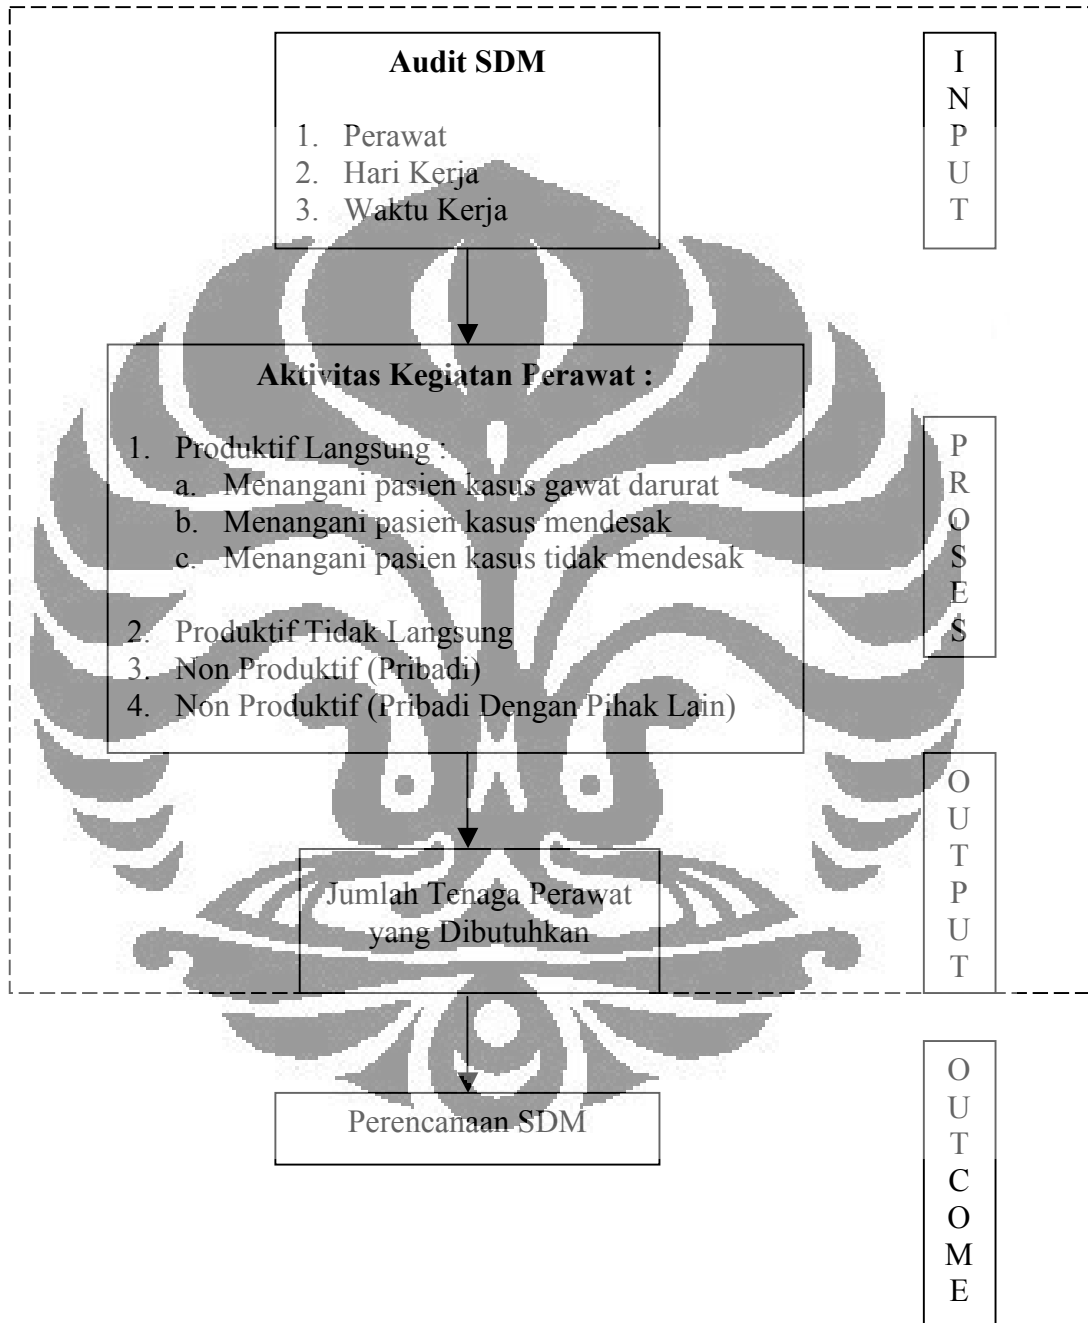 Audit SDM
1. Perawat
2. Hari Kerja
3. Waktu Kerja
INPUT
Aktivitas Kegiatan Perawat :
1. Produktif Langsung :
a. Menangani pasien kasus gawat darurat
b. Menangani pasien kasus mendesak
c. Menangani pasien kasus tidak mendesak
2. Produktif Tidak Langsung
3. Non Produktif (Pribadi)
4. Non Produktif (Pribadi Dengan Pihak Lain)
PROSES
Jumlah Tenaga Perawat
yang Dibutuhkan
OUTPUT
Perencanaan SDM
OUTCOME